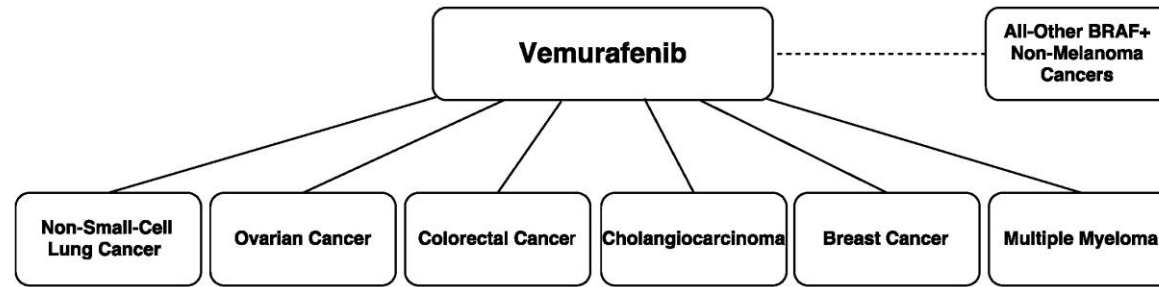 Vemurafenib
All-Other BRAF+
Non-Melanoma
Cancers
Non-Small-Cell
Lung Cancer
Ovarian Cancer
Colorectal Cancer
Cholangiocarcinoma
Breast Cancer
Multiple Myeloma